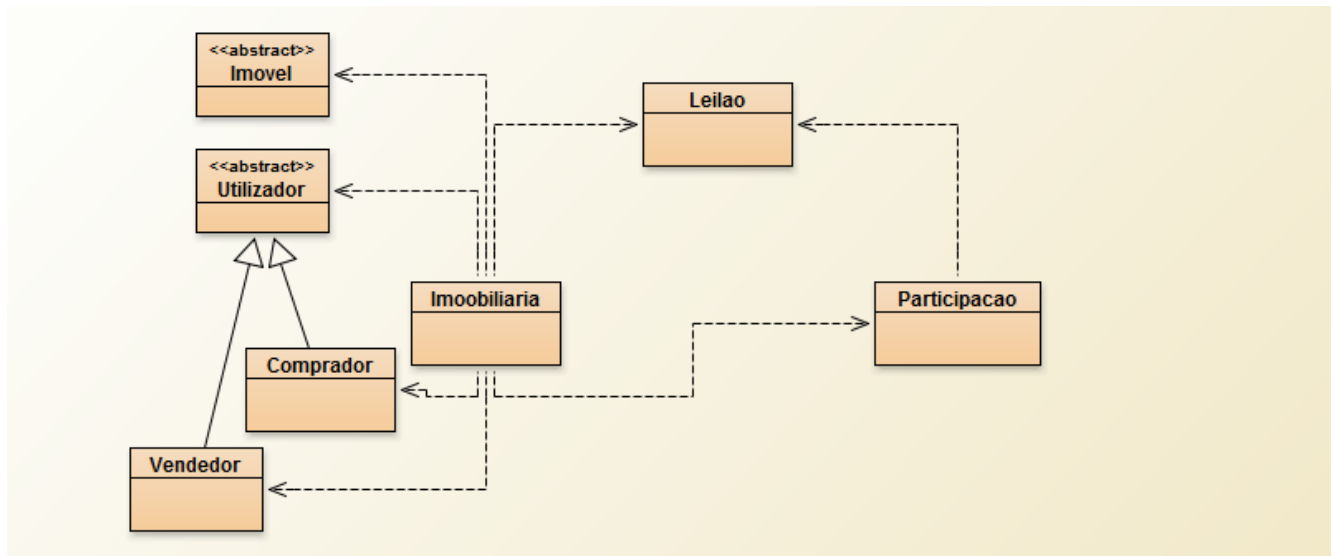 <<abstract>>
Imovel
Leilao
<<abstract>>
Utilizador
Imoobiliaria
Participacao
Comprador
Vendedor